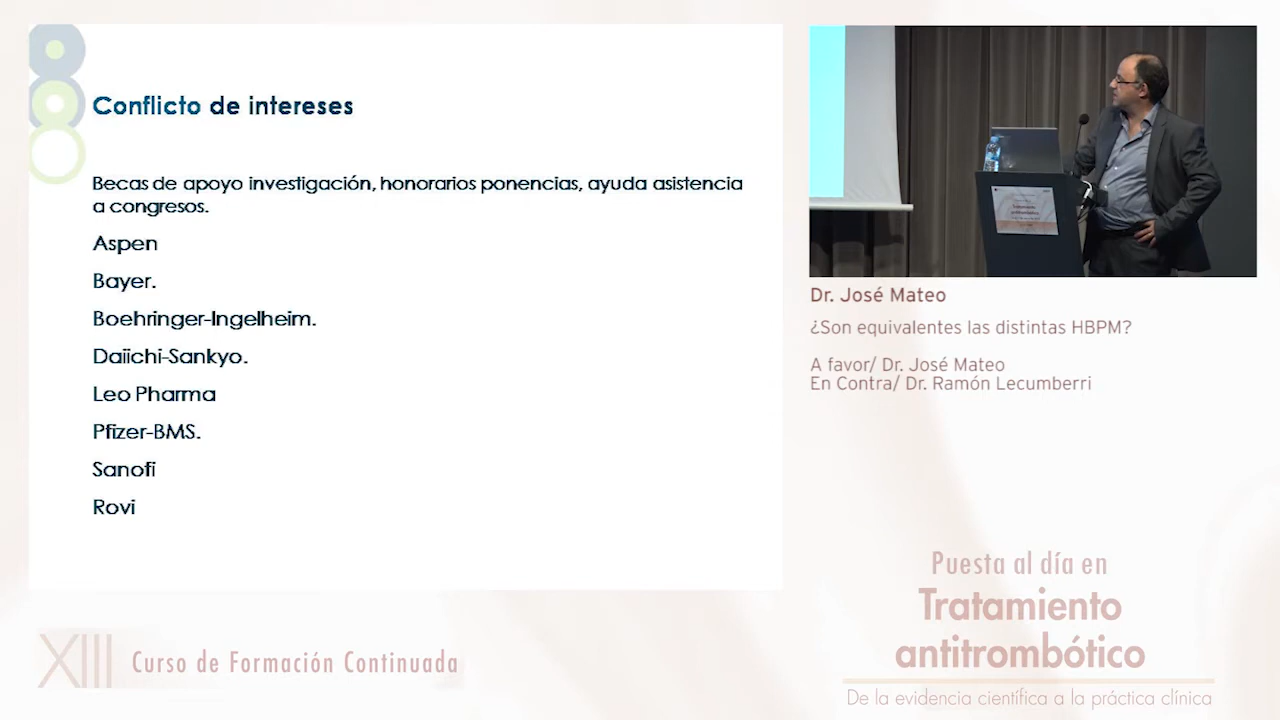 Conflicto de intereses
Becas de apoyo investigación, honorarios ponencias, ayuda asistencia
a congresos.
Aspen
Bayer.
Boehringer-Ingelheim.
Daiichi-Sankyo.
Leo Pharma
Pfizer-BMS.
Sanofi
Rovi
Dr. José Mateo
¿Son equivalentes las distintas HBPM?
A favor/ Dr. José Mateo
En Contra/ Dr. Ramón Lecumberri
Puesta al día en
Tratamiento
antitrombótico
De la evidencia científica a la práctica clínica
XIII Curso de Formación Continuada